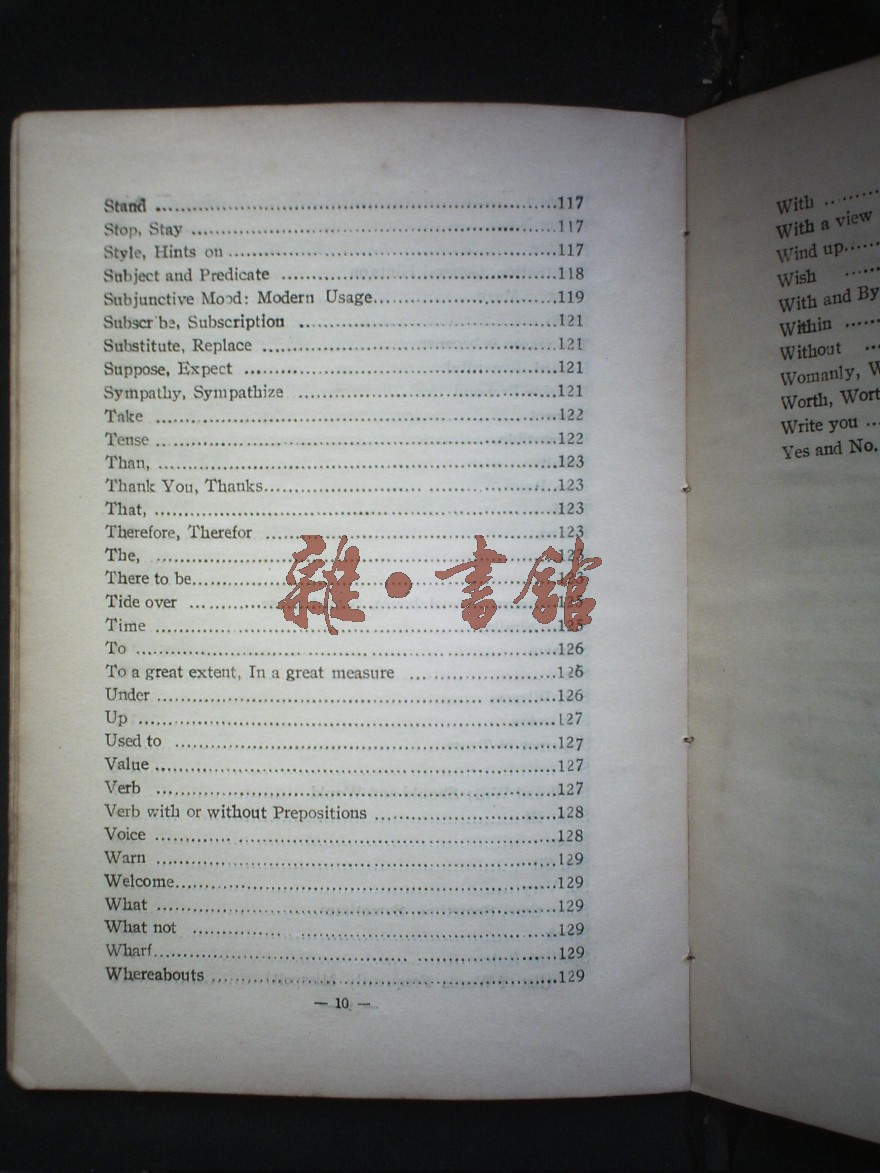 Stand ........ 117
Stop, Stay ........ 117
Style, Hints on ........ 117
Subject and Predicate ........ 118
Subjunctive Mood: Modern Usage ........ 119
Subscribe, Subscription ........ 121
Substitute, Replace ........ 121
Suppose, Expect ........ 121
Sympathy, Sympathize ........ 121
Take ........ 122
Tense ........ 122
Than, ........ 123
Thank You, Thanks ........ 123
That, ........ 123
Therefore, Therefor ........ 123
The, ........ 123
There to be ........
Tide over ........ 125
Time ........ 125
To ........ 126
To a great extent, In a great measure ........ 126
Under ........ 126
Up ........ 127
Used to ........ 127
Value ........ 127
Verb ........ 127
Verb with or without Prepositions ........ 128
Voice ........ 128
Warn ........ 129
Welcome ........ 129
What ........ 129
What not ........ 129
Wharf ........ 129
Whereabouts ........ 129
— 10 —
雜·書館
With ........
With a view
Wind up ........
Wish ........
With and By
Within ........
Without ...
Womanly, W
Worth, Wort
Write you ...
Yes and No.